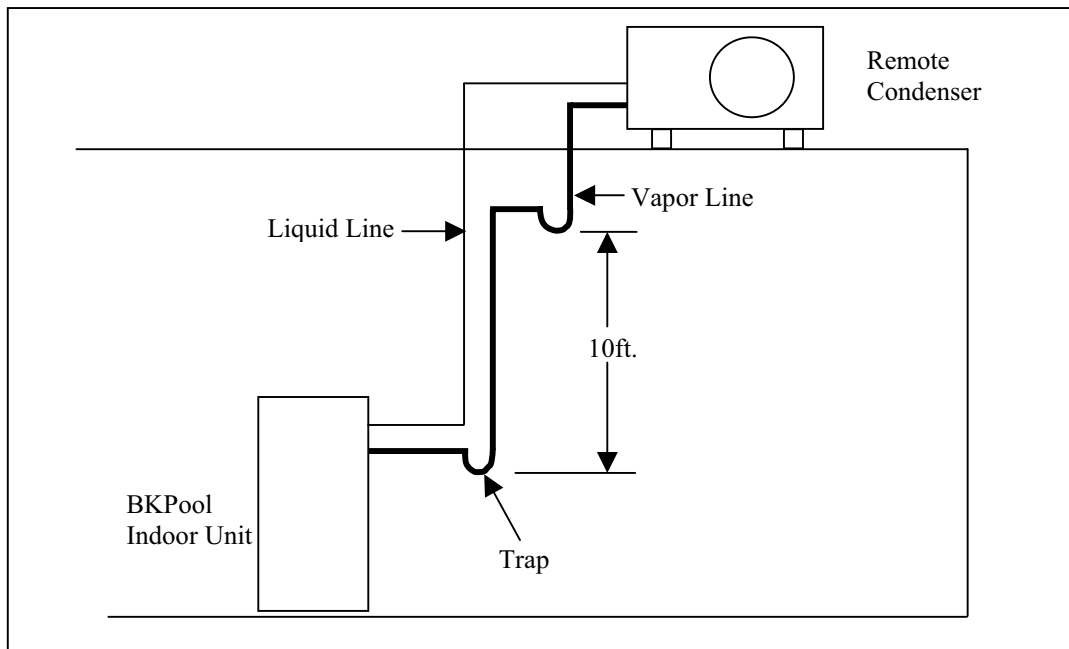 Remote
Condenser
Vapor Line
Liquid Line
10ft.
BKPool
Indoor Unit
Trap